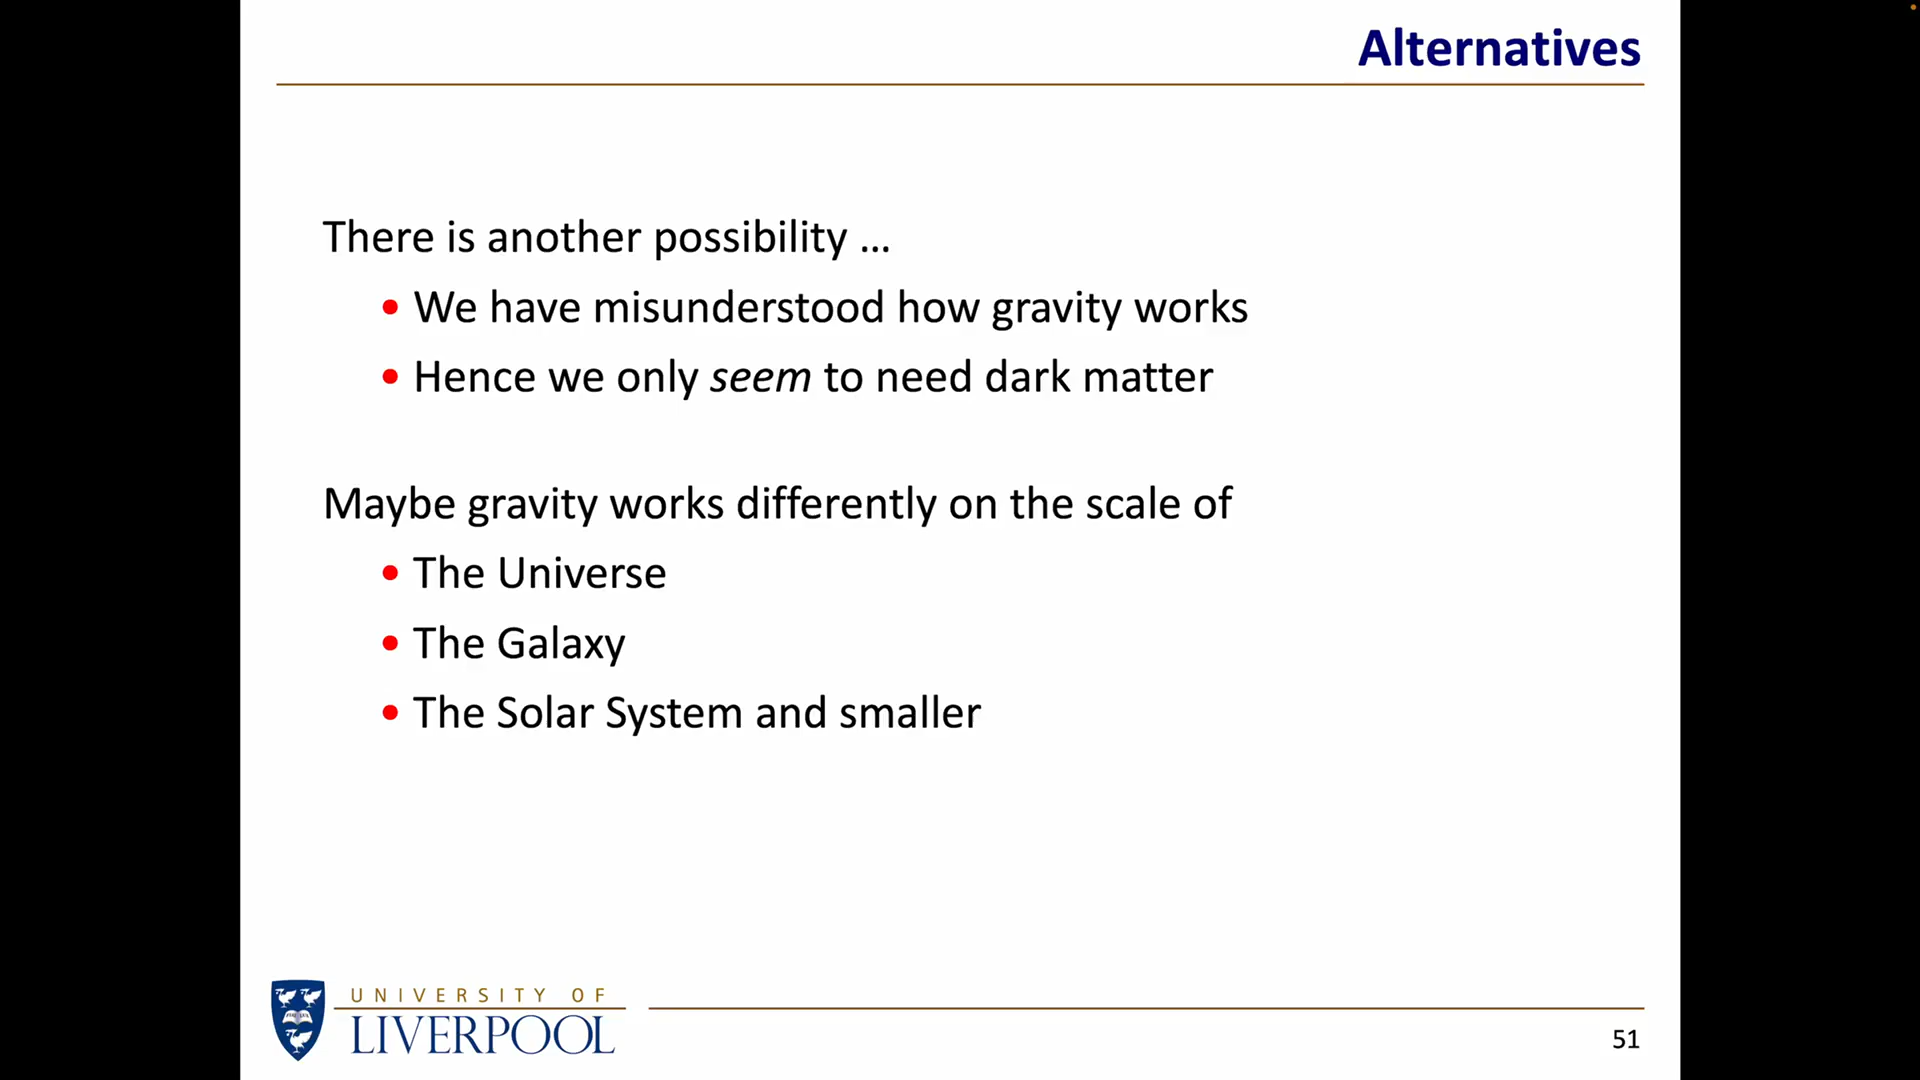 Alternatives
There is another possibility …
• We have misunderstood how gravity works
• Hence we only seem to need dark matter
Maybe gravity works differently on the scale of
• The Universe
• The Galaxy
• The Solar System and smaller
UNIVERSITY OF
LIVERPOOL
51